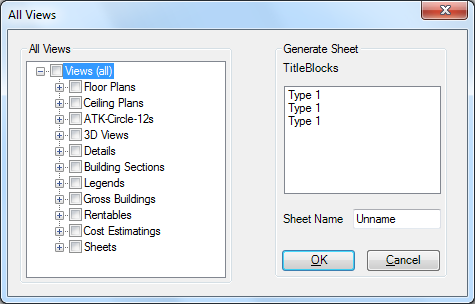 All Views
All Views
Views (all)
Floor Plans
Ceiling Plans
ATK-Circle-12s
3D Views
Details
Building Sections
Legends
Gross Buildings
Rentables
Cost Estimatings
Sheets
Generate Sheet
TitleBlocks
Type 1
Type 1
Type 1
Sheet Name Unname
OK Cancel